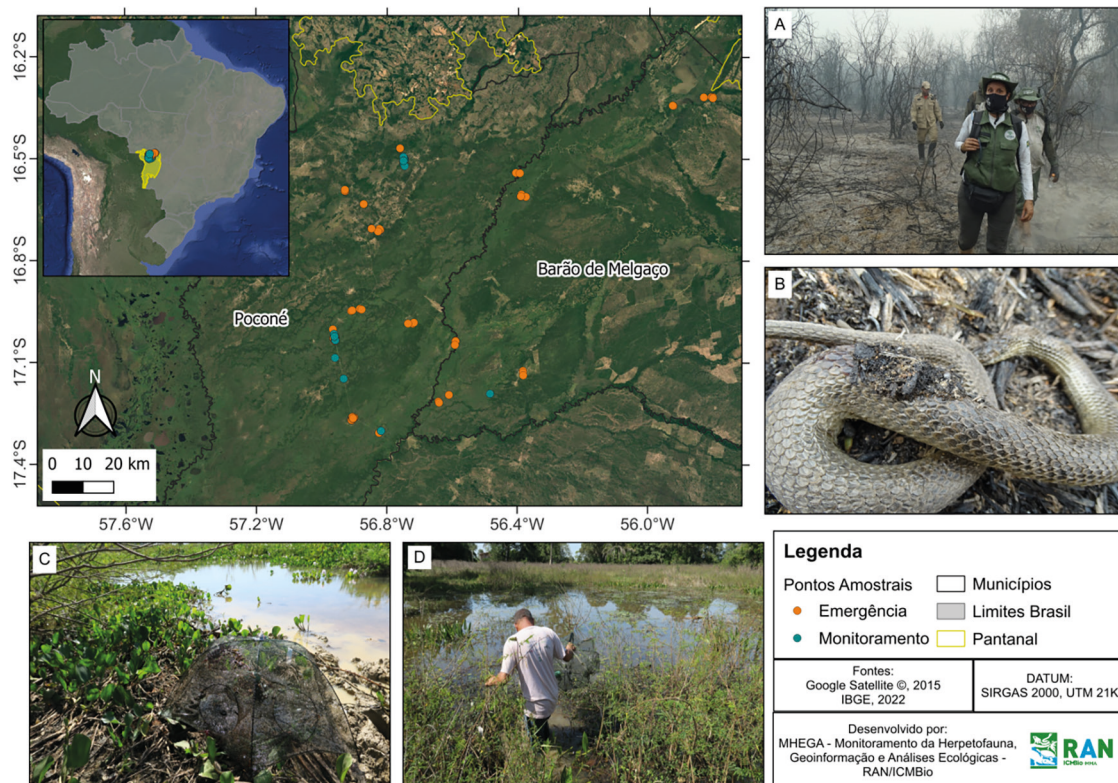 16.2°S
16.5°S
16.8°S
17.1°S
17.4°S
Poconé
Barão de Melgaço
N
0 10 20 km
57.6°W 57.2°W 56.8°W 56.4°W 56.0°W
A
B
C
D
Legenda
Pontos Amostrais
Emergência
Monitoramento
Municípios
Limites Brasil
Pantanal
Fontes:
Google Satellite ©, 2015
IBGE, 2022
DATUM:
SIRGAS 2000, UTM 21K
Desenvolvido por:
MHEGA - Monitoramento da Herpetofauna,
Geoinformação e Análises Ecológicas -
RAN/ICMBio
RAN
ICMBio MMA